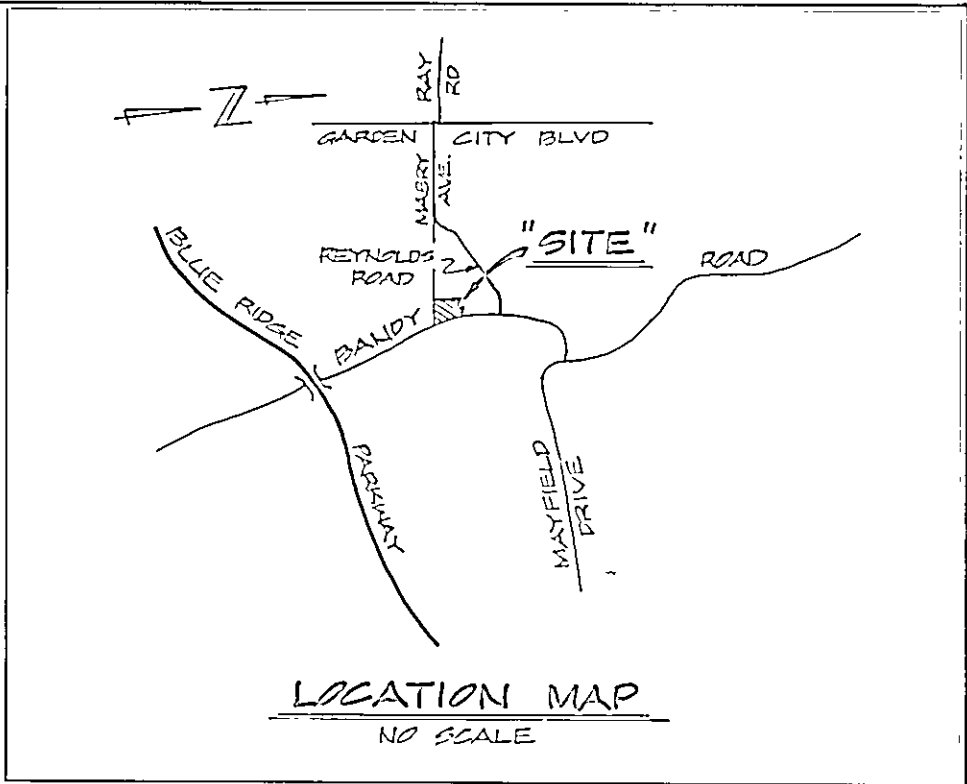 RAY
RD
Z
GARDEN CITY BLVD
MABRY
AVE.
REYNOLDS
ROAD
"SITE"
ROAD
BLUE RIDGE
BANDY
PARKWAY
MAYFIELD
DRIVE
LOCATION MAP
NO SCALE